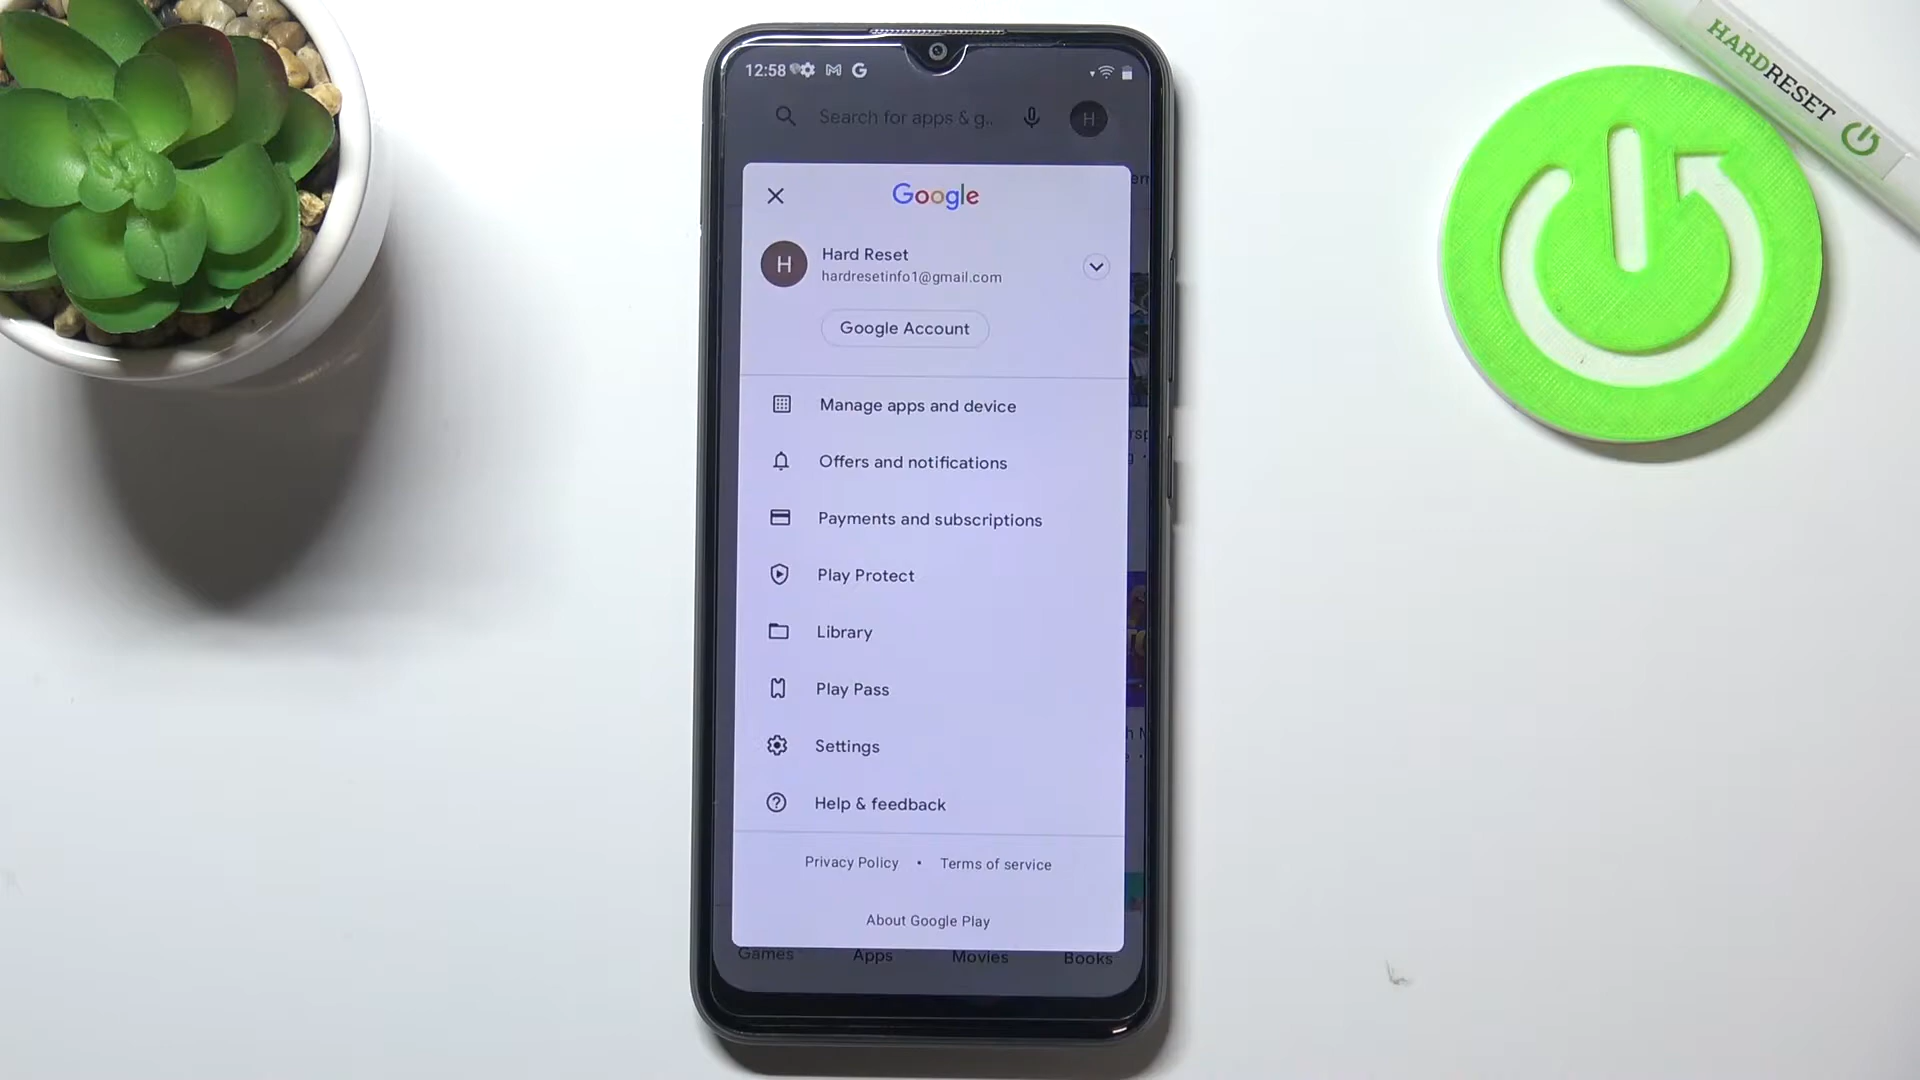 HARDRESET
12:58
Search for apps & g..
H
Google
H
Hard Reset
hardresetinfo1@gmail.com
Google Account
Manage apps and device
Offers and notifications
Payments and subscriptions
Play Protect
Library
Play Pass
Settings
Help & feedback
Privacy Policy • Terms of service
About Google Play
Games Apps Movies Books